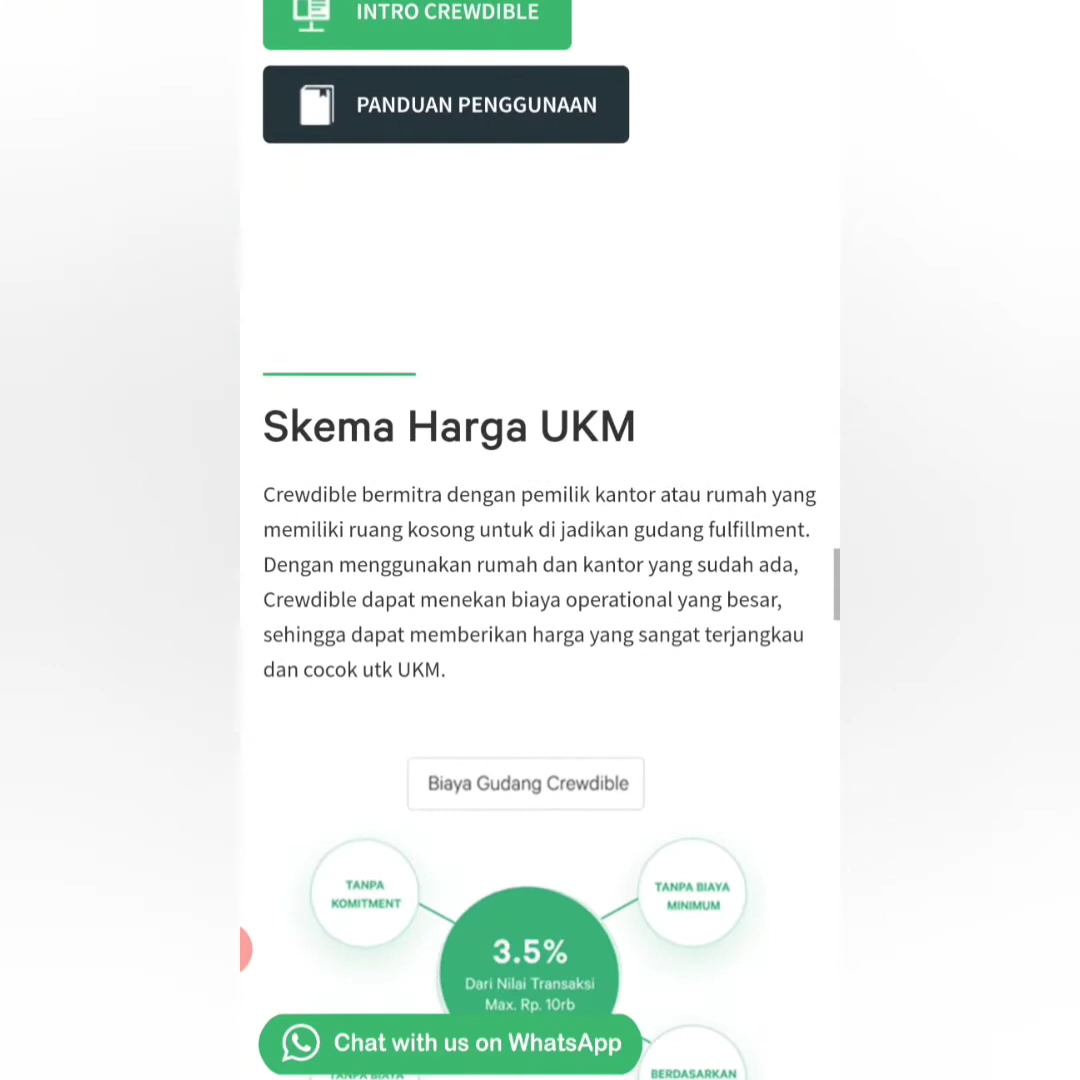 INTRO CREWDIBLE
PANDUAN PENGGUNAAN
Skema Harga UKM
Crewdible bermitra dengan pemilik kantor atau rumah yang
memiliki ruang kosong untuk di jadikan gudang fulfillment.
Dengan menggunakan rumah dan kantor yang sudah ada,
Crewdible dapat menekan biaya operational yang besar,
sehingga dapat memberikan harga yang sangat terjangkau
dan cocok utk UKM.
Biaya Gudang Crewdible
TANPA
KOMITMENT
TANPA BIAYA
MINIMUM
3.5%
Dari Nilai Transaksi
Max. Rp. 10rb
Chat with us on WhatsApp
TANPA BIAYA
BERDASARKAN